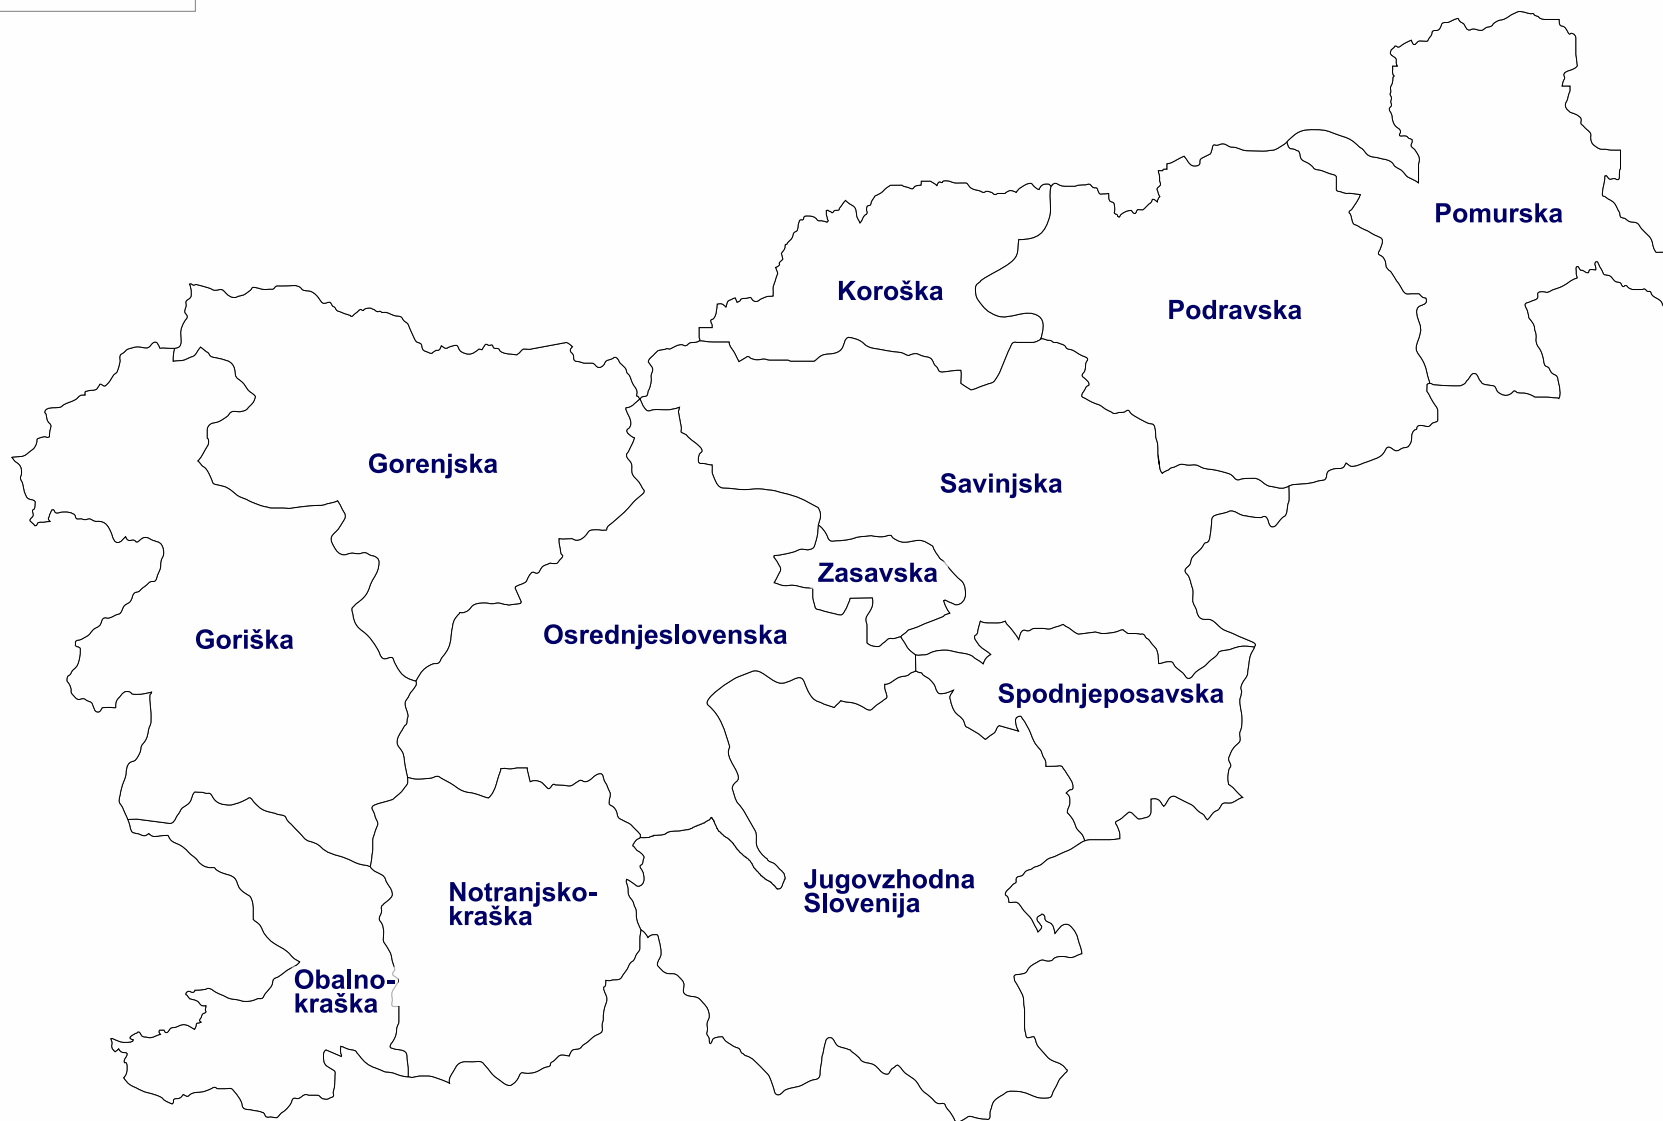 Pomurska
Koroška
Podravska
Gorenjska
Savinjska
Zasavska
Goriška
Osrednjeslovenska
Spodnjeposavska
Notranjsko-
kraška
Jugovzhodna
Slovenija
Obalno-
kraška